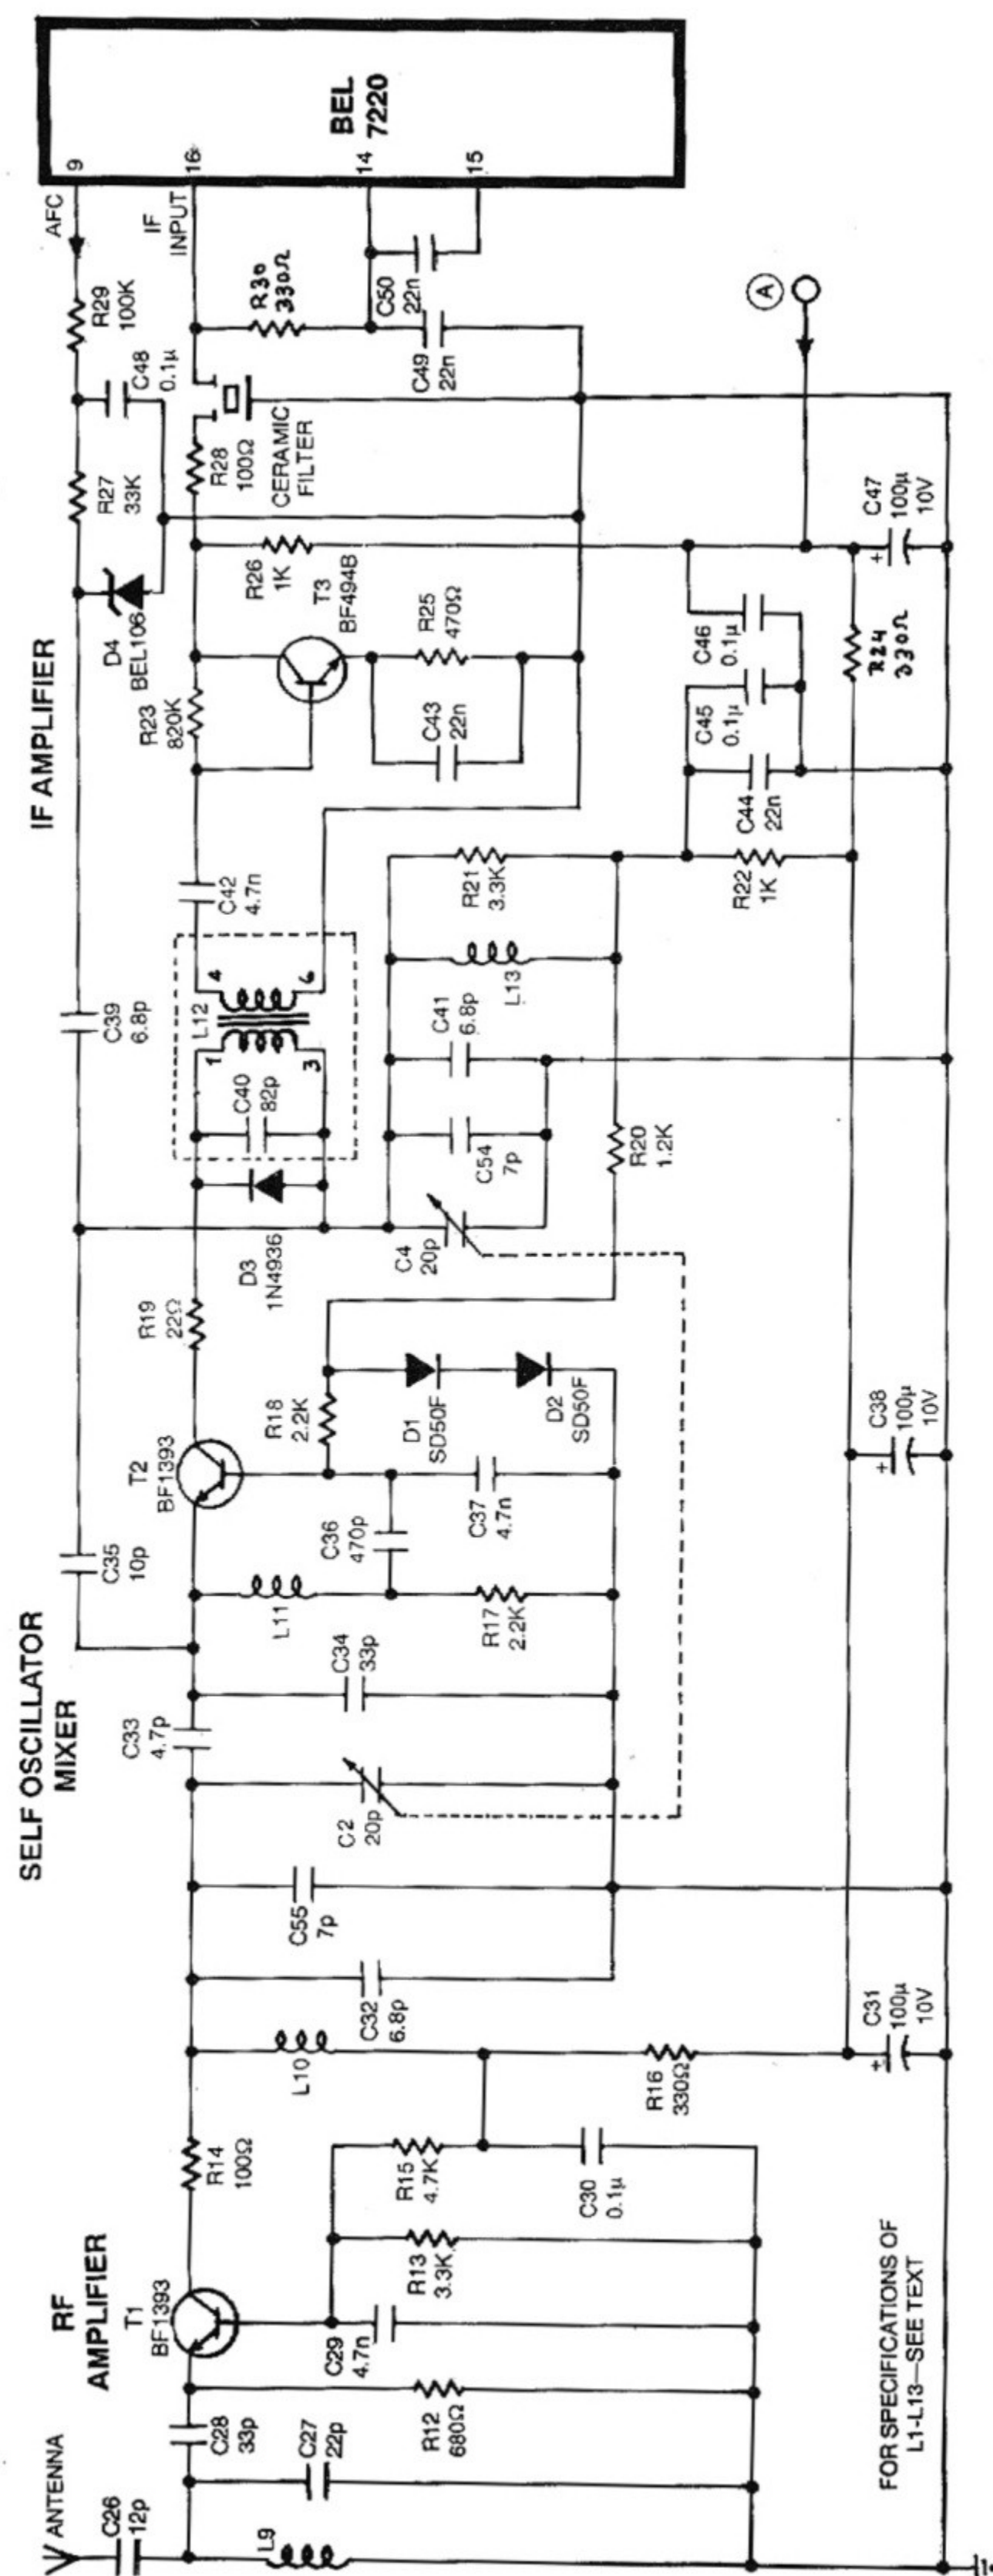 ANTENNA
C26
12p
L9
C28
33p
C27
22p
RF
AMPLIFIER
T1
BF1393
R12
680Ω
C29
4.7n
R13
3.3K
R14
100Ω
R15
4.7K
C30
0.1µ
L10
R16
330Ω
C31
100µ
10V
+
FOR SPECIFICATIONS OF
L1-L13—SEE TEXT
C32
6.8p
C55
7p
C2
20p
SELF OSCILLATOR
MIXER
C33
4.7p
C34
33p
C35
10p
L11
R17
2.2K
C36
470p
C37
4.7n
T2
BF1393
R18
2.2K
D1
SD50F
D2
SD50F
C38
100µ
10V
+
R19
22Ω
D3
1N4936
C4
20p
C54
7p
C41
6.8p
R20
1.2K
C40
82p
L12
1
3
4
6
C39
6.8p
L13
R21
3.3K
C42
4.7n
IF AMPLIFIER
R23
820K
D4
BEL106
T3
BF494B
C43
22n
R25
470Ω
R22
1K
C44
22n
C45
0.1µ
C46
0.1µ
R24
330Ω
C47
100µ
10V
+
R26
1K
R27
33K
C48
0.1µ
R28
100Ω
CERAMIC
FILTER
R29
100K
AFC
IF
INPUT
R30
330Ω
C49
22n
C50
22n
A
9
16
14
15
BEL
7220